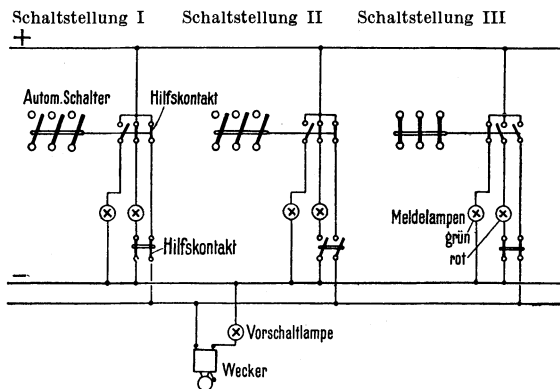 Schaltstellung I Schaltstellung II Schaltstellung III
+
Autom. Schalter
Hilfskontakt
Meldelampen
grün
rot
Hilfskontakt
–
Vorschaltlampe
Wecker